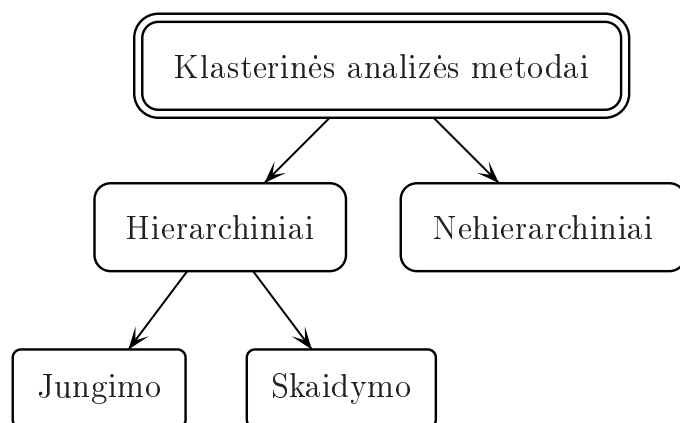 Klasterinės analizės metodai
Hierarchiniai
Nehierarchiniai
Jungimo
Skaidymo